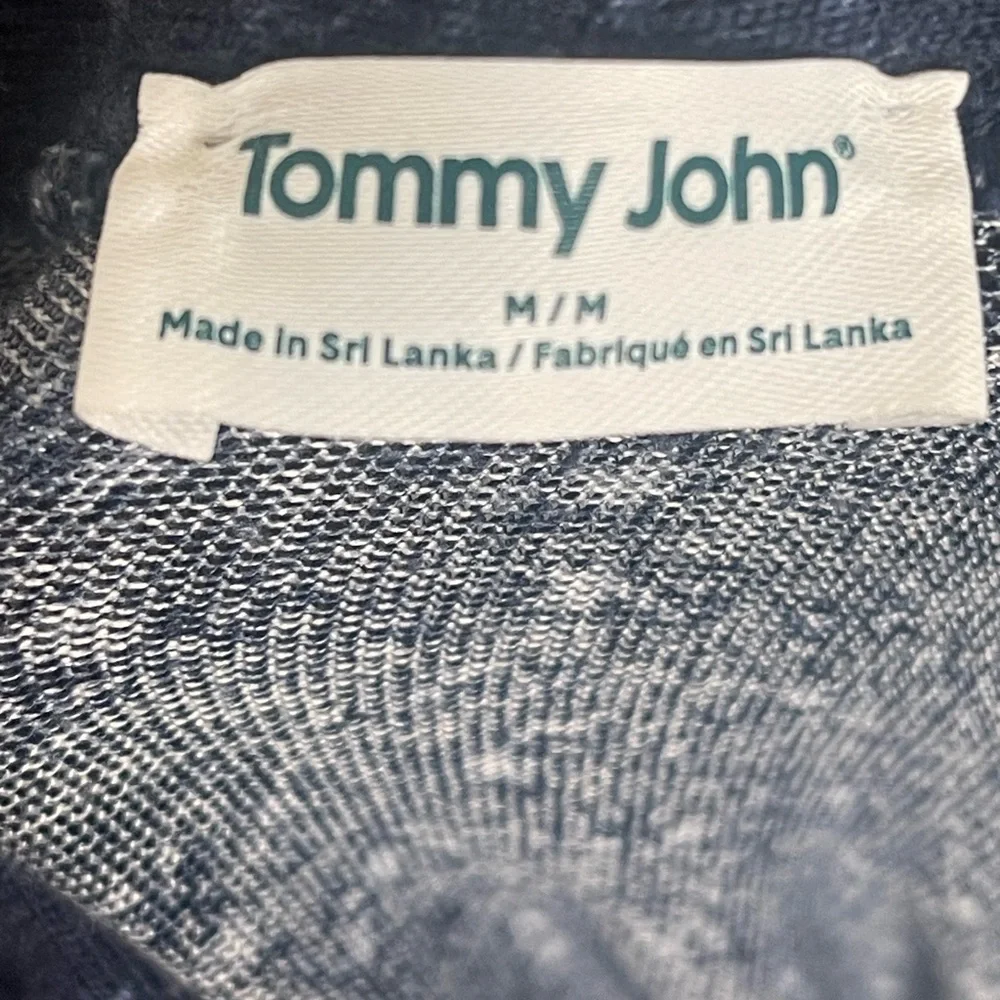 Tommy John®
M / M
Made in Sri Lanka / Fabriqué en Sri Lanka